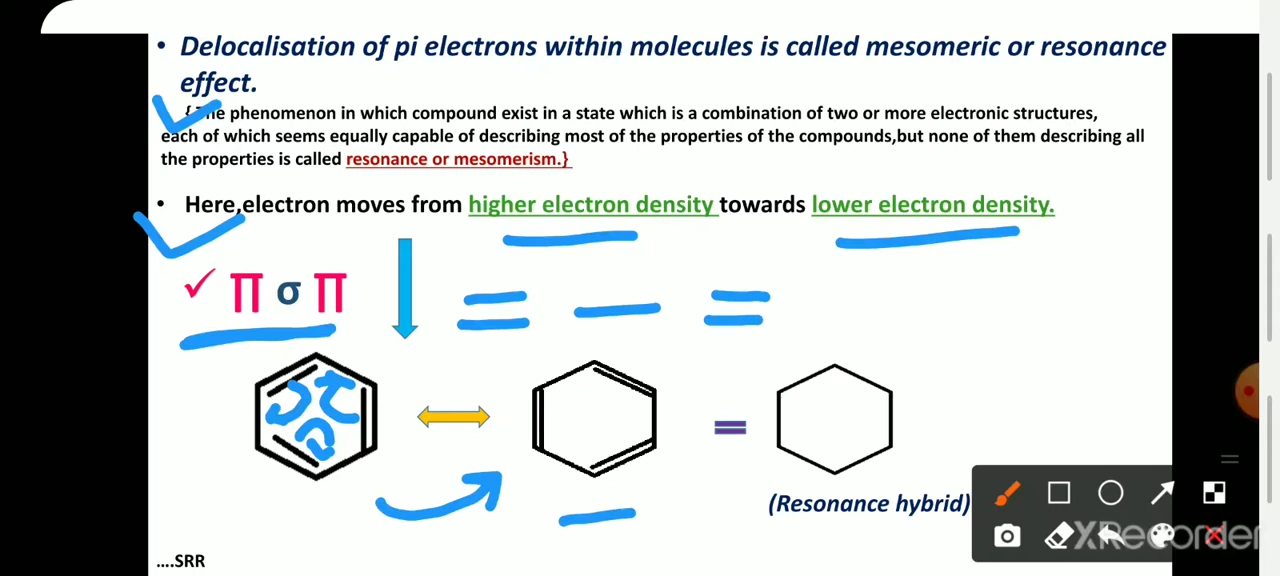 • Delocalisation of pi electrons within molecules is called mesomeric or resonance
effect.
{The phenomenon in which compound exist in a state which is a combination of two or more electronic structures,
each of which seems equally capable of describing most of the properties of the compounds,but none of them describing all
the properties is called resonance or mesomerism.}
• Here,electron moves from higher electron density towards lower electron density.
✓ Π σ Π
=
(Resonance hybrid)
XRecorder
....SRR